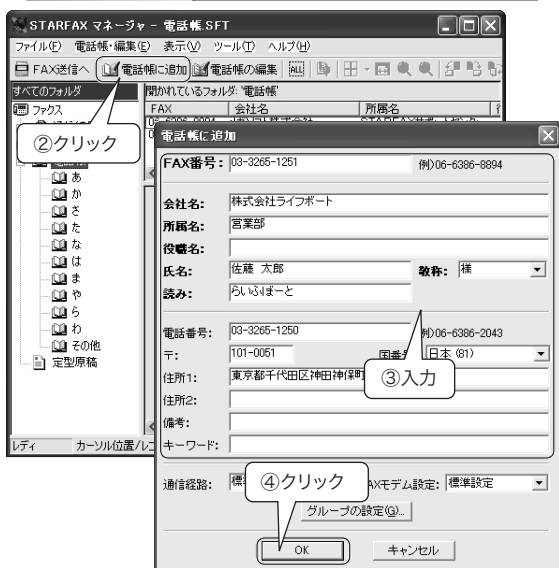 STARFAX マネージャ - 電話帳.SFT
ファイル(F) 電話帳・編集(E) 表示(V) ツール(T) ヘルプ(H)
FAX送信へ 電話帳に追加 電話帳の編集 ALL
すべてのフォルダ 開かれているフォルダ: '電話帳'
ファクス FAX 会社名 所属名
②クリック
あ
か
さ
た
な
は
ま
や
ら
わ
その他
定型原稿
レディ カーソル位置/レコ
電話帳に追加
FAX番号: 03-3265-1251 例)06-6386-8894
会社名: 株式会社ライフボート
所属名: 営業部
役職名:
氏名: 佐藤 太郎 敬称: 様
読み: らいふぼーと
電話番号: 03-3265-1250 例)06-6386-2043
〒: 101-0051 日本 (81)
住所1: 東京都千代田区神田神保町
③入力
住所2:
備考:
キーワード:
通信経路: FAXモデム設定: 標準設定
④クリック
グループの設定(G)...
OK キャンセル